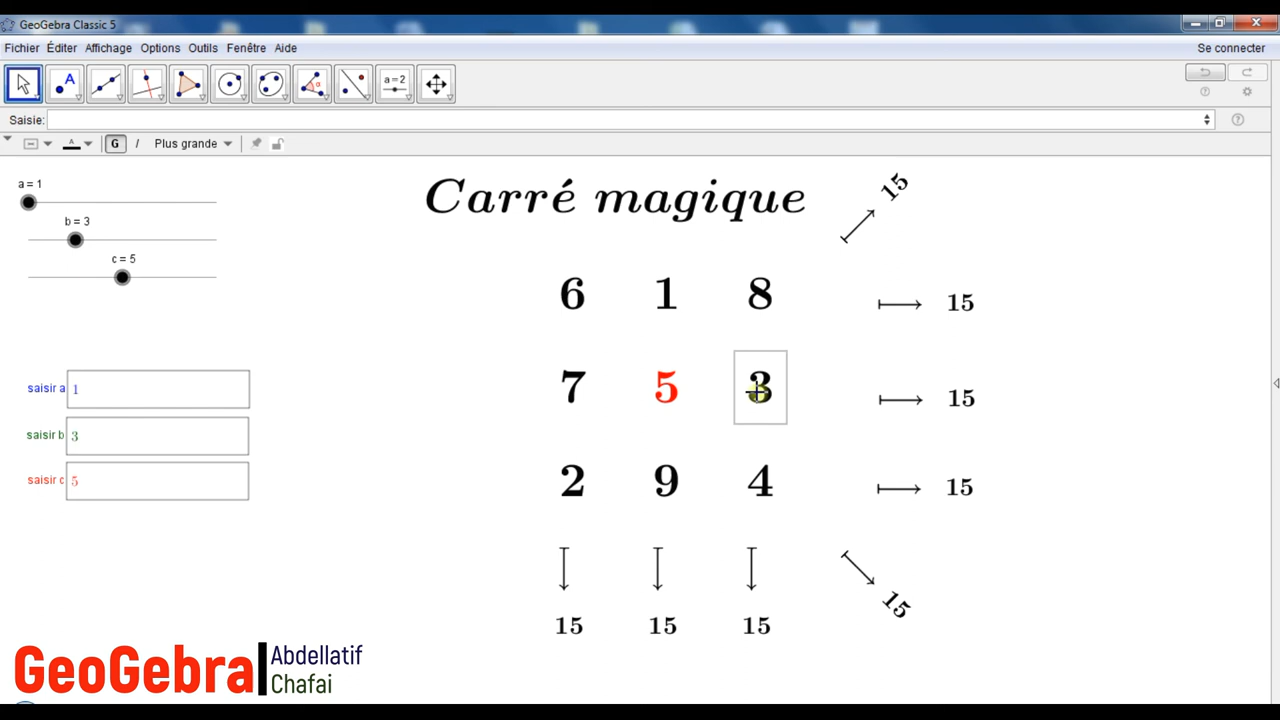 GeoGebra Classic 5
Fichier Éditer Affichage Options Outils Fenêtre Aide Se connecter
A α a = 2
Saisie:
A G I Plus grande
a = 1
b = 3
c = 5
Carré magique
15
6 1 8 15
7 5 3 15
2 9 4 15
15
15 15 15
saisir a 1
saisir b 3
saisir c 5
GeoGebra
Abdellatif
Chafai